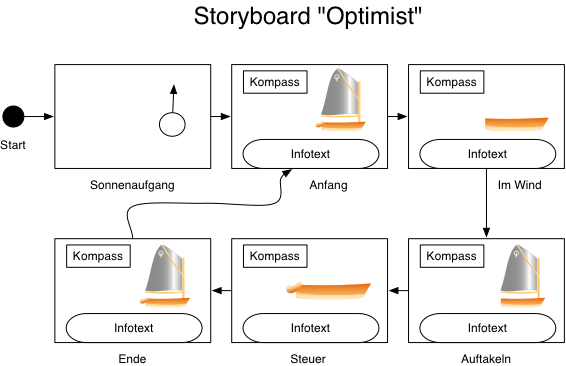 Storyboard "Optimist"
Start
Sonnenaufgang
Kompass
Infotext
Anfang
Kompass
Infotext
Im Wind
Kompass
Infotext
Ende
Kompass
Infotext
Steuer
Kompass
Infotext
Auftakeln